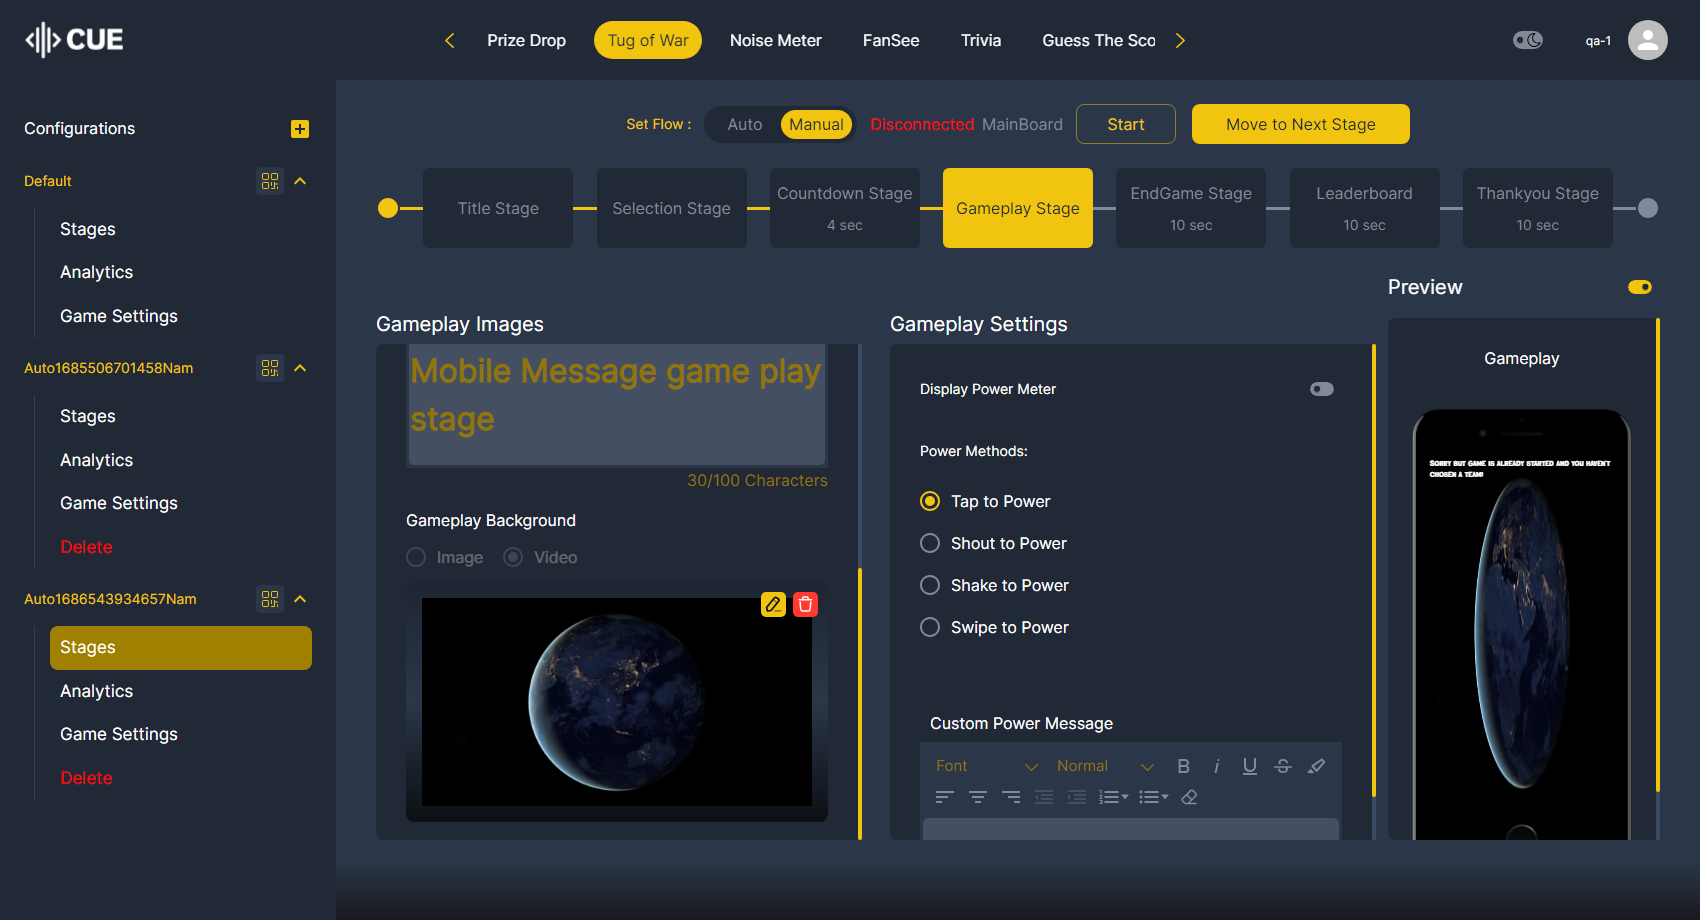 CUE
Prize Drop
Tug of War
Noise Meter
FanSee
Trivia
Guess The Sco
qa-1
Configurations
Default
Stages
Analytics
Game Settings
Auto1685506701458Nam
Stages
Analytics
Game Settings
Delete
Auto1686543934657Nam
Stages
Analytics
Game Settings
Delete
Set Flow :
Auto
Manual
Disconnected MainBoard
Start
Move to Next Stage
Title Stage
Selection Stage
Countdown Stage
4 sec
Gameplay Stage
EndGame Stage
10 sec
Leaderboard
10 sec
Thankyou Stage
10 sec
Gameplay Images
Mobile Message game play
stage
30/100 Characters
Gameplay Background
Image
Video
Gameplay Settings
Display Power Meter
Power Methods:
Tap to Power
Shout to Power
Shake to Power
Swipe to Power
Custom Power Message
Font
Normal
B i U S
Preview
Gameplay
Sorry but game is already started and you haven't
chosen a team!